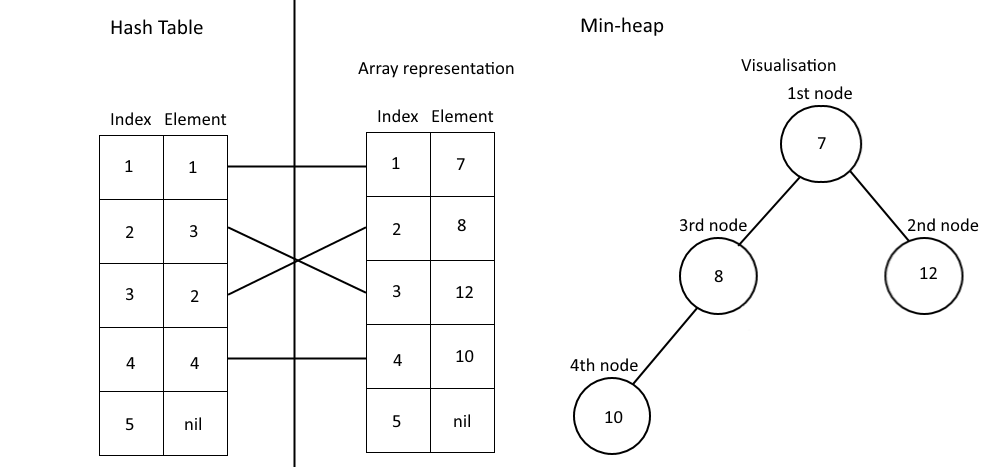 Hash Table
Index Element
1 1
2 3
3 2
4 4
5 nil
Array representation
Index Element
1 7
2 8
3 12
4 10
5 nil
Min-heap
Visualisation
1st node
7
3rd node
2nd node
8
12
4th node
10